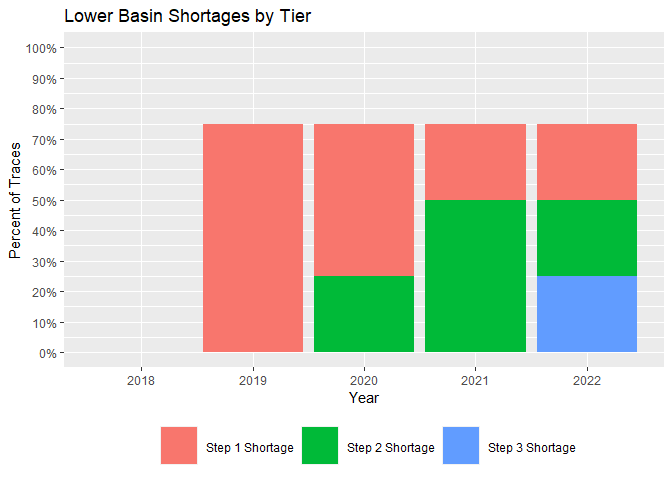 Lower Basin Shortages by Tier
Percent of Traces
100%
90%
80%
70%
60%
50%
40%
30%
20%
10%
0%
2018 2019 2020 2021 2022
Year
Step 1 Shortage Step 2 Shortage Step 3 Shortage